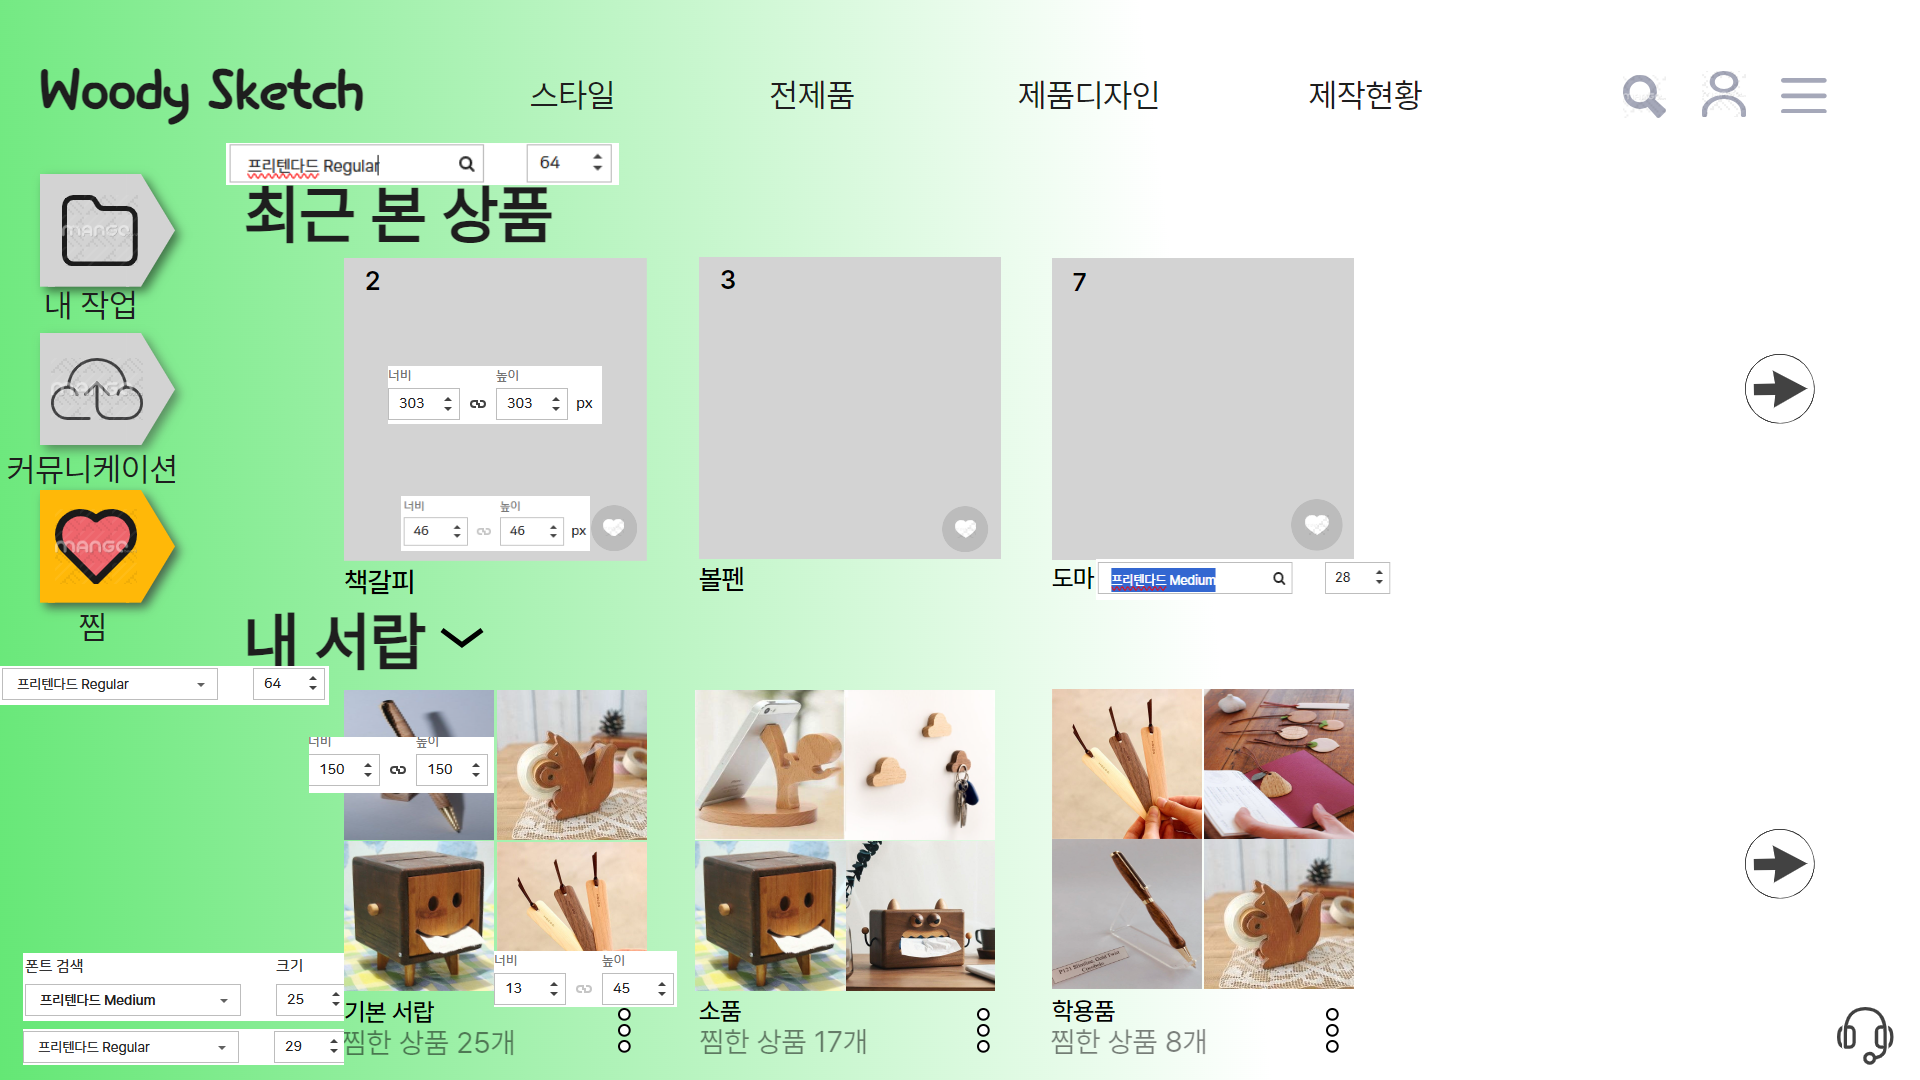 Woody Sketch
스타일
전제품
제품디자인
제작현황
프리텐다드 Regular
64
최근 본 상품
mango
내 작업
mango
커뮤니케이션
mango
찜
2
너비 높이
303 303 px
너비 높이
46 46 px
책갈피
3
볼펜
7
도마
프리텐다드 Medium
28
내 서랍
프리텐다드 Regular
64
너비 높이
150 150
너비 높이
13 45
폰트 검색 크기
프리텐다드 Medium
25
프리텐다드 Regular
29
기본 서랍
찜한 상품 25개
소품
찜한 상품 17개
학용품
찜한 상품 8개